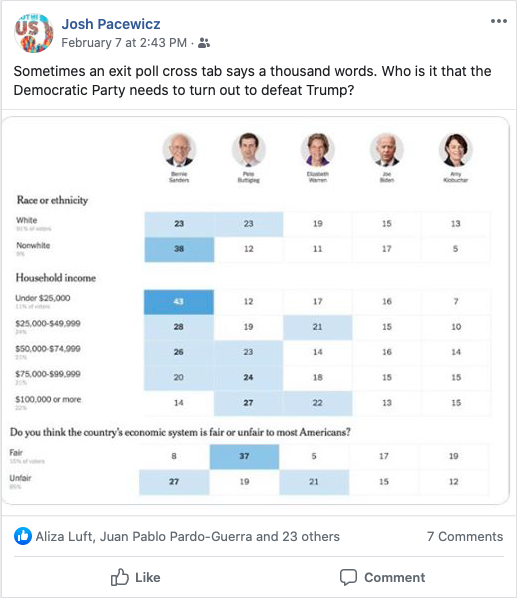 Josh Pacewicz
February 7 at 2:43 PM ·
Sometimes an exit poll cross tab says a thousand words. Who is it that the
Democratic Party needs to turn out to defeat Trump?
Bernie Sanders Pete Buttigieg Elizabeth Warren Joe Biden Amy Klobuchar
Race or ethnicity
White 23 23 19 15 13
91% of voters
Nonwhite 38 12 11 17 5
9%
Household income
Under $25,000 43 12 17 16 7
11% of voters
$25,000-$49,999 28 19 21 15 10
$50,000-$74,999 26 23 14 16 14
$75,000-$99,999 20 24 18 15 15
21%
$100,000 or more 14 27 22 13 15
22%
Do you think the country's economic system is fair or unfair to most Americans?
Fair 8 37 5 17 19
of voters
Unfair 27 19 21 15 12
Aliza Luft, Juan Pablo Pardo-Guerra and 23 others 7 Comments
Like Comment